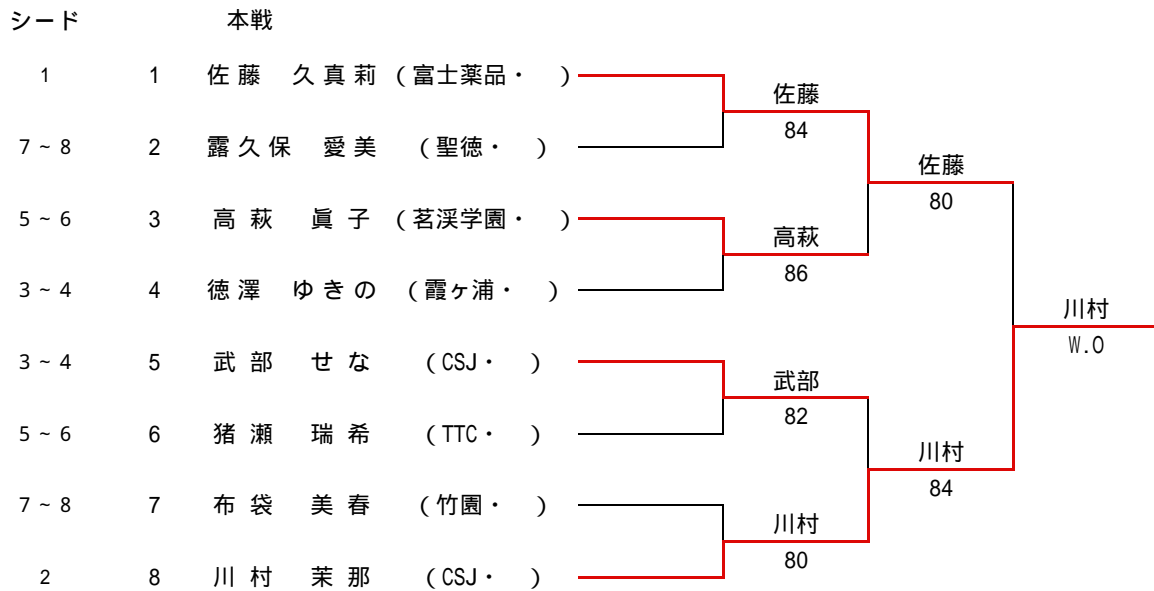 シード 本戦
1 1 佐藤 久真莉 (富士薬品・ )
佐藤
84
7～8 2 露久保 愛美 (聖徳・ )
佐藤
80
5～6 3 高萩 眞子 (茗渓学園・ )
高萩
86
3～4 4 徳澤 ゆきの (霞ヶ浦・ )
川村
W.O
3～4 5 武部 せな (CSJ・ )
武部
82
5～6 6 猪瀬 瑞希 (TTC・ )
川村
84
7～8 7 布袋 美春 (竹園・ )
川村
80
2 8 川村 茉那 (CSJ・ )